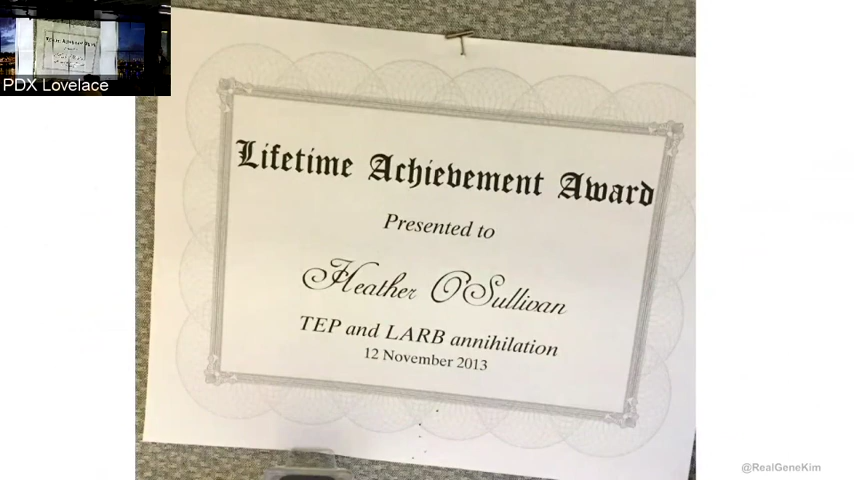 PDX Lovelace
Lifetime Achievement Award
Presented to
Heather O'Sullivan
TEP and LARB annihilation
12 November 2013
@RealGeneKim